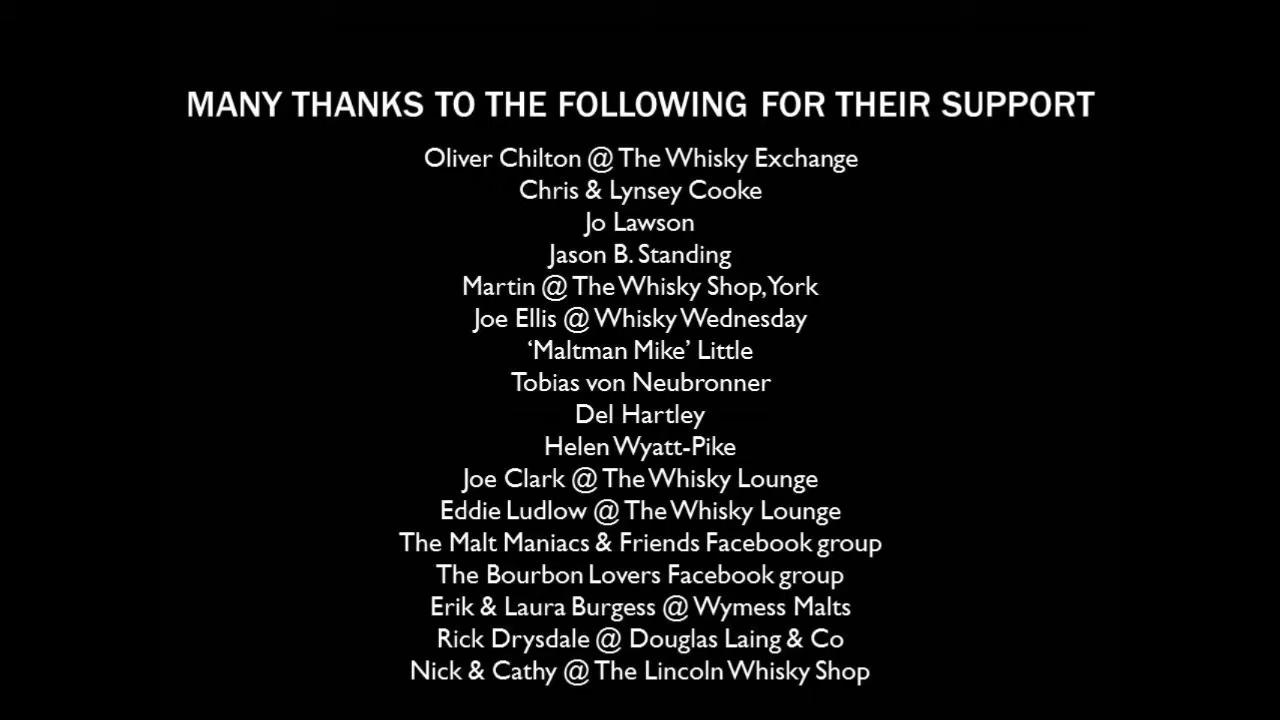 MANY THANKS TO THE FOLLOWING FOR THEIR SUPPORT
Oliver Chilton @ The Whisky Exchange
Chris & Lynsey Cooke
Jo Lawson
Jason B. Standing
Martin @ The Whisky Shop, York
Joe Ellis @ Whisky Wednesday
‘Maltman Mike’ Little
Tobias von Neubronner
Del Hartley
Helen Wyatt-Pike
Joe Clark @ The Whisky Lounge
Eddie Ludlow @ The Whisky Lounge
The Malt Maniacs & Friends Facebook group
The Bourbon Lovers Facebook group
Erik & Laura Burgess @ Wymess Malts
Rick Drysdale @ Douglas Laing & Co
Nick & Cathy @ The Lincoln Whisky Shop